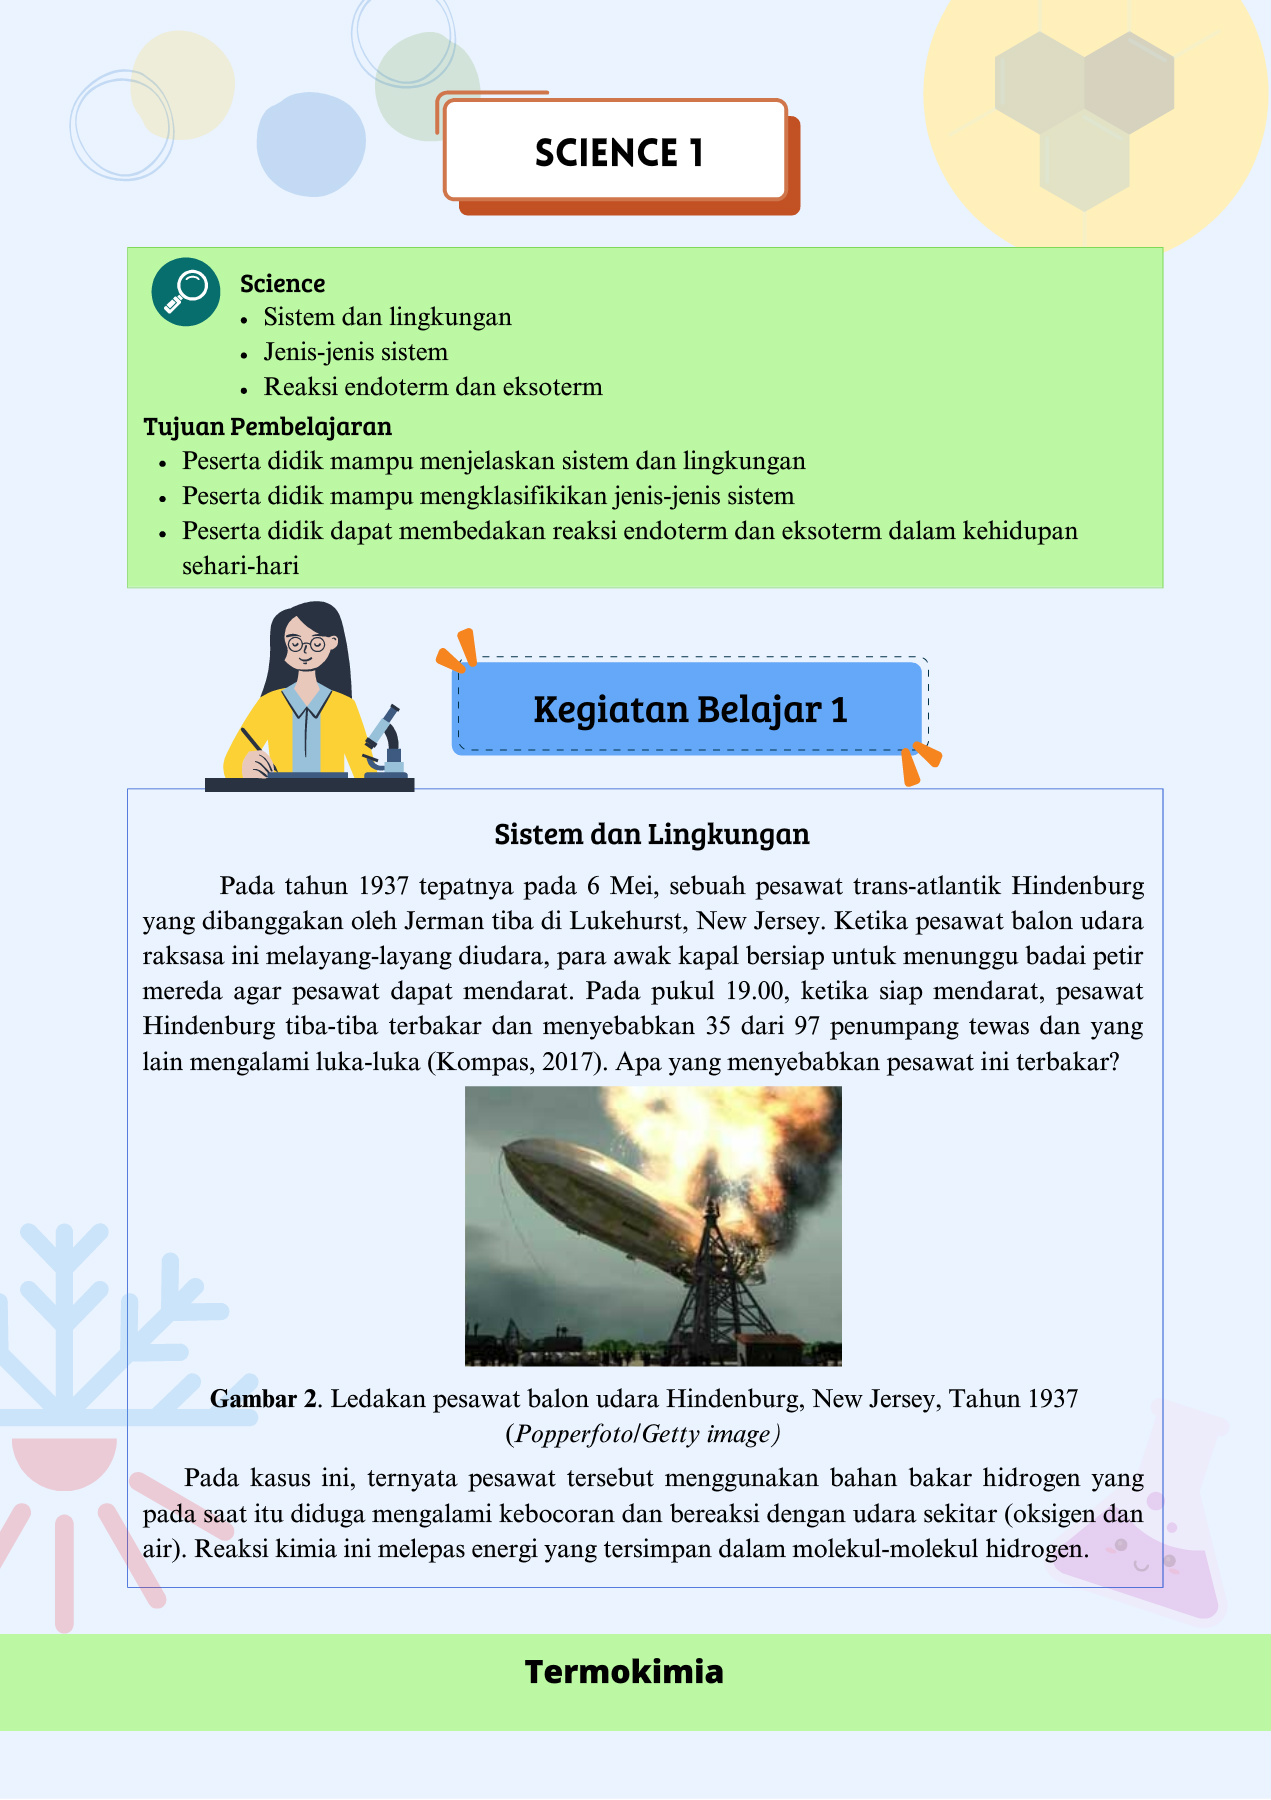 SCIENCE 1
Science
• Sistem dan lingkungan
• Jenis-jenis sistem
• Reaksi endoterm dan eksoterm
Tujuan Pembelajaran
• Peserta didik mampu menjelaskan sistem dan lingkungan
• Peserta didik mampu mengklasifikikan jenis-jenis sistem
• Peserta didik dapat membedakan reaksi endoterm dan eksoterm dalam kehidupan
sehari-hari
Kegiatan Belajar 1
Sistem dan Lingkungan
Pada tahun 1937 tepatnya pada 6 Mei, sebuah pesawat trans-atlantik Hindenburg
yang dibanggakan oleh Jerman tiba di Lukehurst, New Jersey. Ketika pesawat balon udara
raksasa ini melayang-layang diudara, para awak kapal bersiap untuk menunggu badai petir
mereda agar pesawat dapat mendarat. Pada pukul 19.00, ketika siap mendarat, pesawat
Hindenburg tiba-tiba terbakar dan menyebabkan 35 dari 97 penumpang tewas dan yang
lain mengalami luka-luka (Kompas, 2017). Apa yang menyebabkan pesawat ini terbakar?
Gambar 2. Ledakan pesawat balon udara Hindenburg, New Jersey, Tahun 1937
(Popperfoto/Getty image)
Pada kasus ini, ternyata pesawat tersebut menggunakan bahan bakar hidrogen yang
pada saat itu diduga mengalami kebocoran dan bereaksi dengan udara sekitar (oksigen dan
air). Reaksi kimia ini melepas energi yang tersimpan dalam molekul-molekul hidrogen.
Termokimia